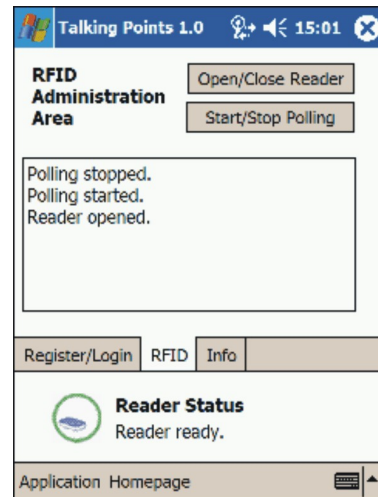 Talking Points 1.0 15:01
RFID
Administration
Area
Open/Close Reader
Start/Stop Polling
Polling stopped.
Polling started.
Reader opened.
Register/Login RFID Info
Reader Status
Reader ready.
Application Homepage